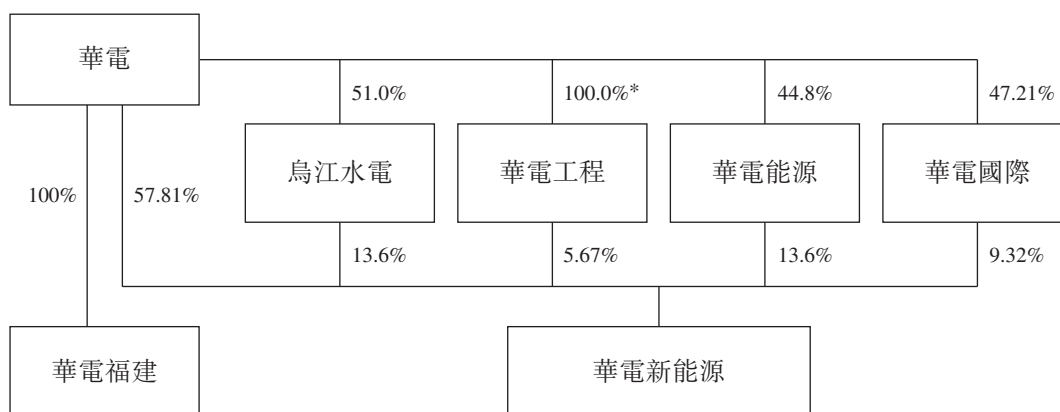 華電
51.0%
100.0%*
44.8%
47.21%
烏江水電
華電工程
華電能源
華電國際
100%
57.81%
13.6%
5.67%
13.6%
9.32%
華電福建
華電新能源